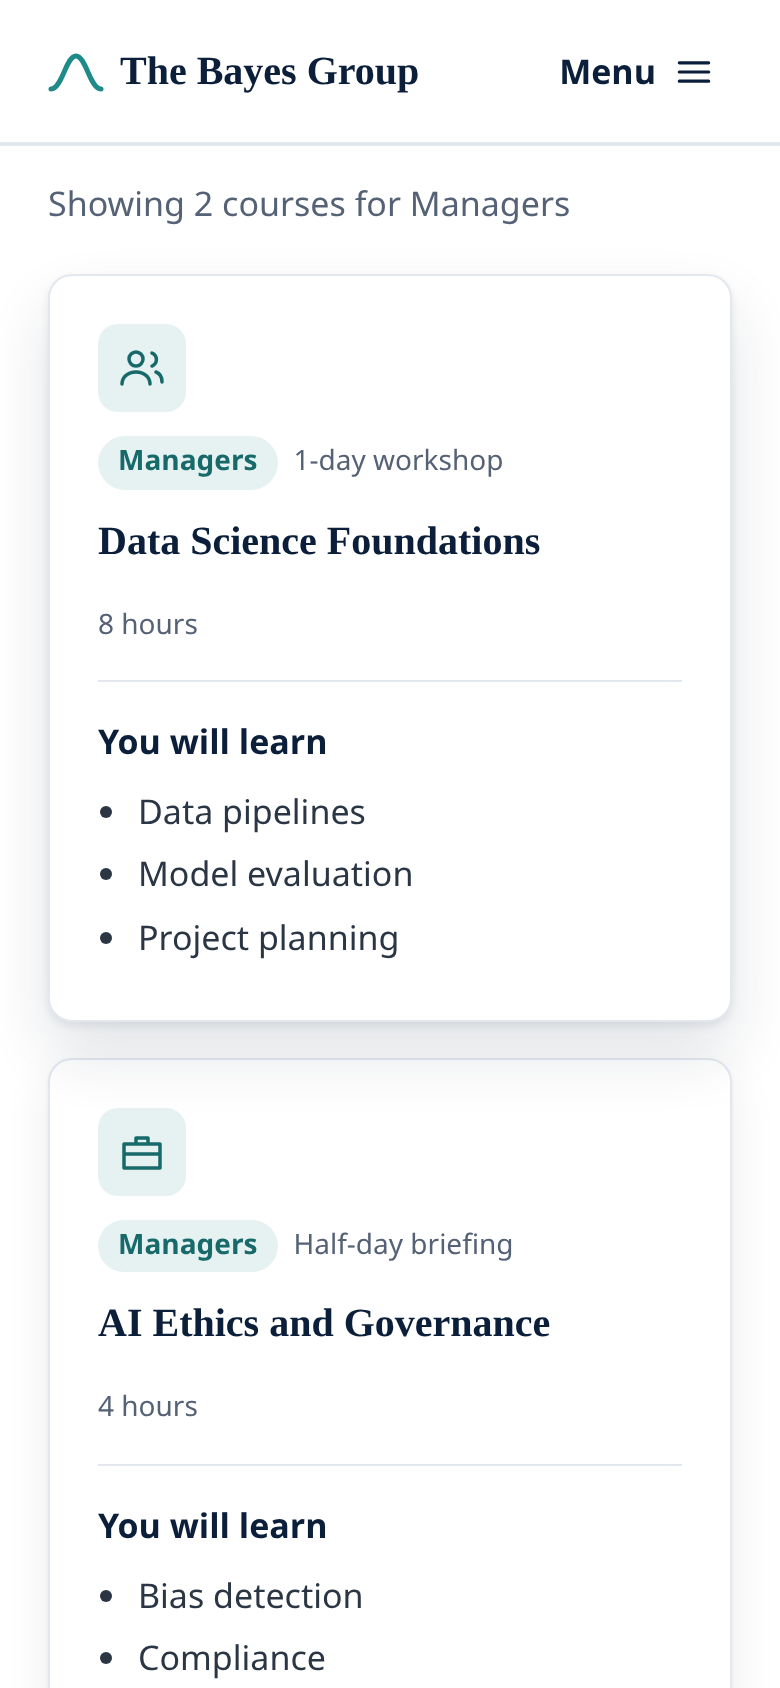 The Bayes Group
Menu
Showing 2 courses for Managers
Managers 1-day workshop
Data Science Foundations
8 hours
You will learn
• Data pipelines
• Model evaluation
• Project planning
Managers Half-day briefing
AI Ethics and Governance
4 hours
You will learn
• Bias detection
• Compliance